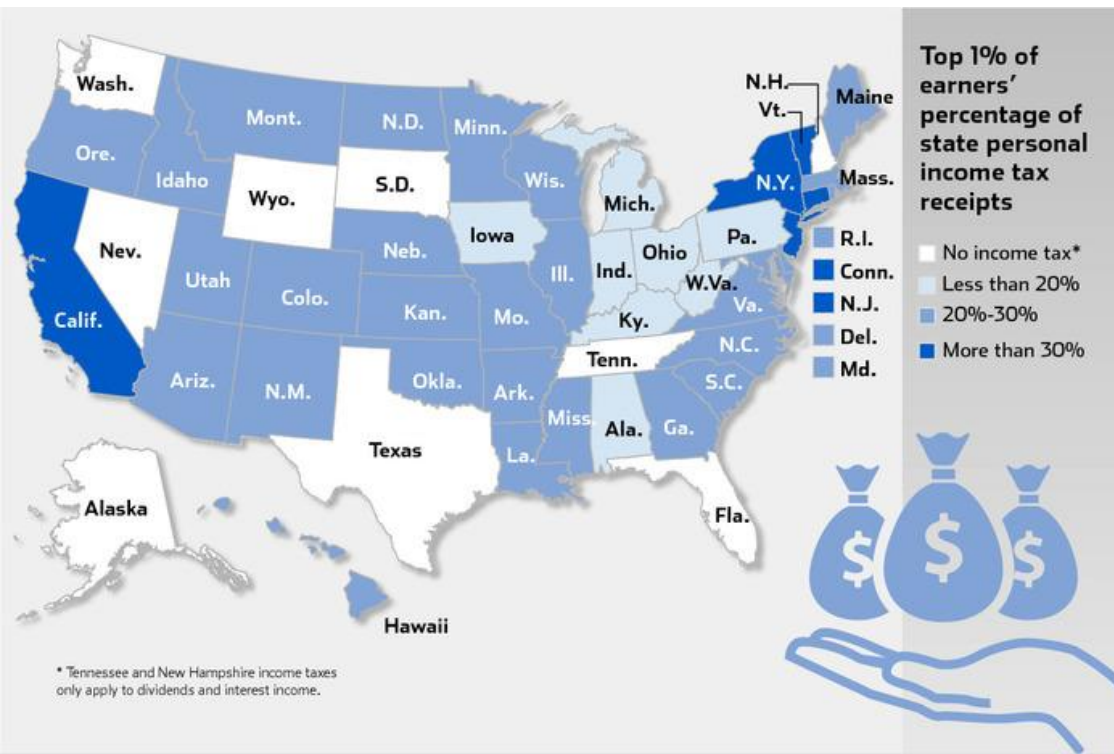 Top 1% of
earners'
percentage of
state personal
income tax
receipts
No income tax*
Less than 20%
20%-30%
More than 30%
Wash.
Mont.
N.D.
Minn.
N.H.
Vt.
Maine
Ore.
Idaho
Wyo.
S.D.
Wis.
Mich.
N.Y.
Mass.
Nev.
Utah
Colo.
Neb.
Iowa
Ill.
Ind.
Ohio
Pa.
W.Va.
Va.
R.I.
Conn.
N.J.
Del.
Md.
Calif.
Kan.
Mo.
Ky.
N.C.
Tenn.
S.C.
Ariz.
N.M.
Okla.
Ark.
Miss.
Ala.
Ga.
Texas
La.
Fla.
Alaska
Hawaii
$
$
$
* Tennessee and New Hampshire income taxes
only apply to dividends and interest income.